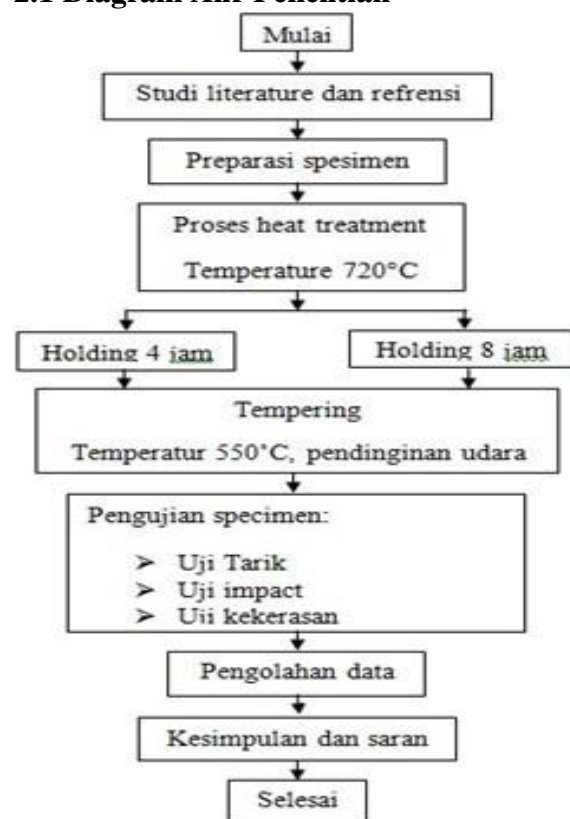 2.1 Diagram Alir Penelitian
Mulai
Studi literature dan refrensi
Preparasi spesimen
Proses heat treatment
Temperature 720°C
Holding 4 jam
Holding 8 jam
Tempering
Temperatur 550°C, pendinginan udara
Pengujian specimen:
➢ Uji Tarik
➢ Uji impact
➢ Uji kekerasan
Pengolahan data
Kesimpulan dan saran
Selesai